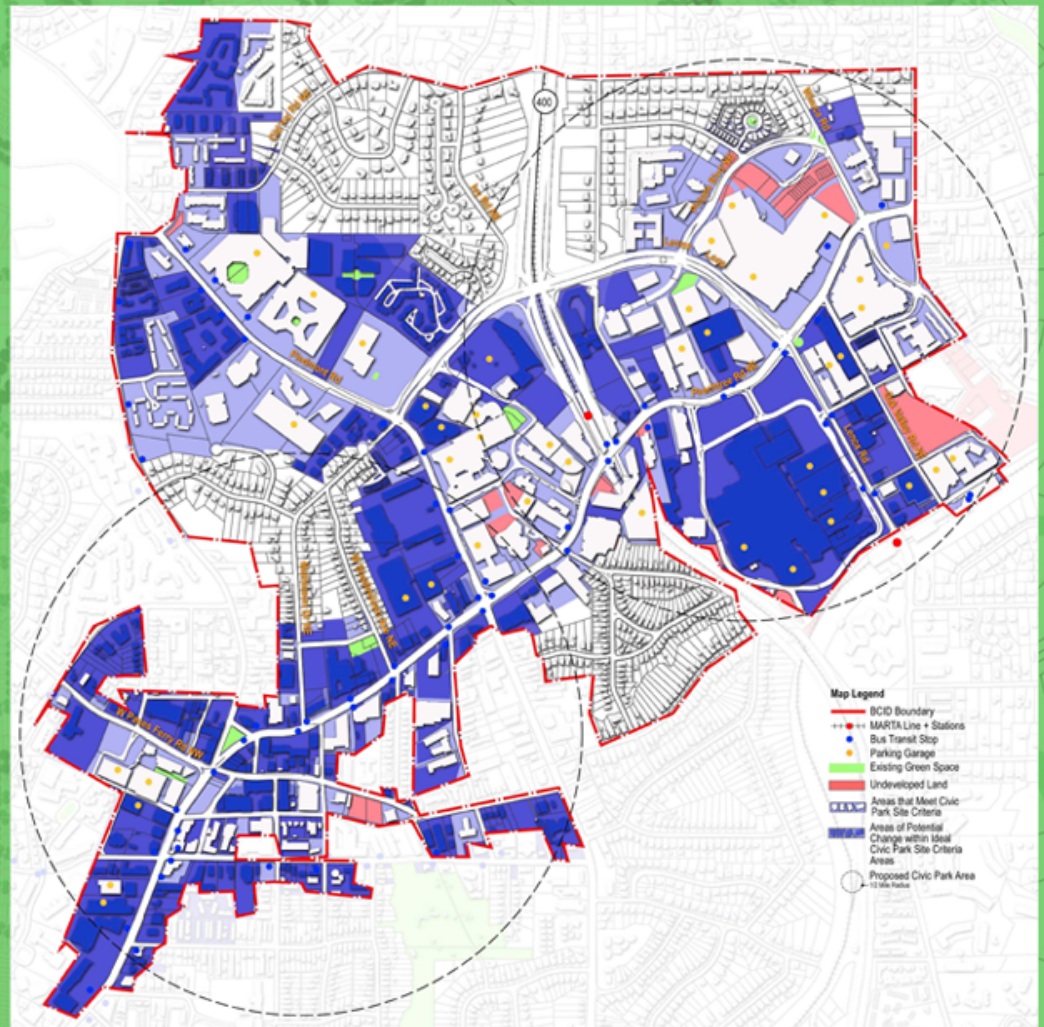 400
Piedmont Rd
Peachtree Rd NE
Lenox Rd
W Paces Ferry Rd NW
Map Legend
BCID Boundary
MARTA Line + Stations
Bus Transit Stop
Parking Garage
Existing Green Space
Undeveloped Land
Areas that Meet Civic
Park Site Criteria
Areas of Potential
Change within Ideal
Civic Park Site Criteria
Areas
Proposed Civic Park Area
1/2 Mile Radius